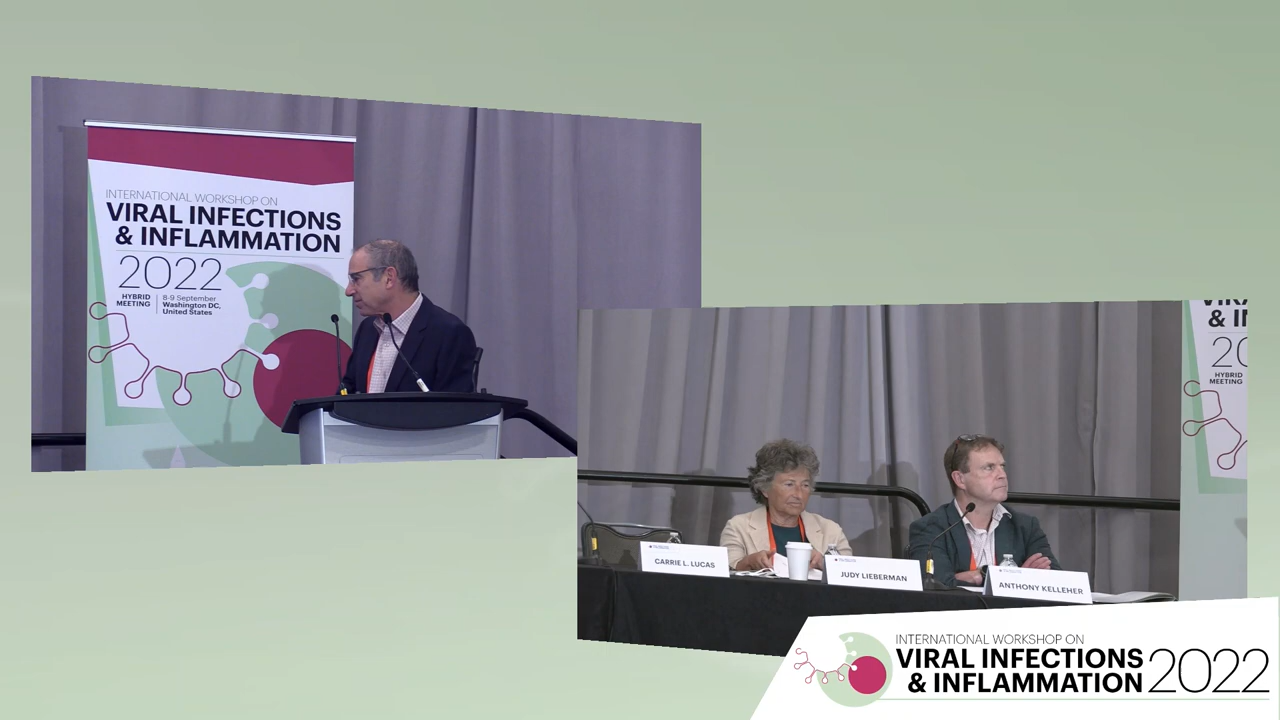 INTERNATIONAL WORKSHOP ON
VIRAL INFECTIONS
& INFLAMMATION
2022
HYBRID
MEETING
8-9 September
Washington DC,
United States
& IN
20
HYBRID
MEETING
CARRIE L. LUCAS
JUDY LIEBERMAN
ANTHONY KELLEHER
INTERNATIONAL WORKSHOP ON
VIRAL INFECTIONS
& INFLAMMATION
2022